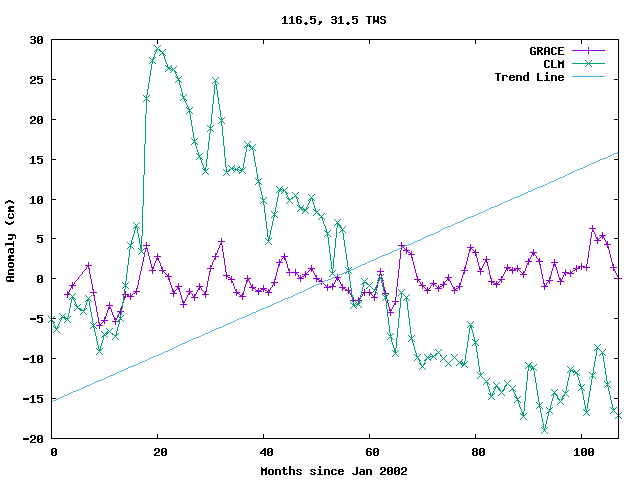 116.5, 31.5 TWS
GRACE
CLM
Trend Line
30
25
20
15
10
5
0
-5
-10
-15
-20
Anomaly (cm)
0 20 40 60 80 100
Months since Jan 2002